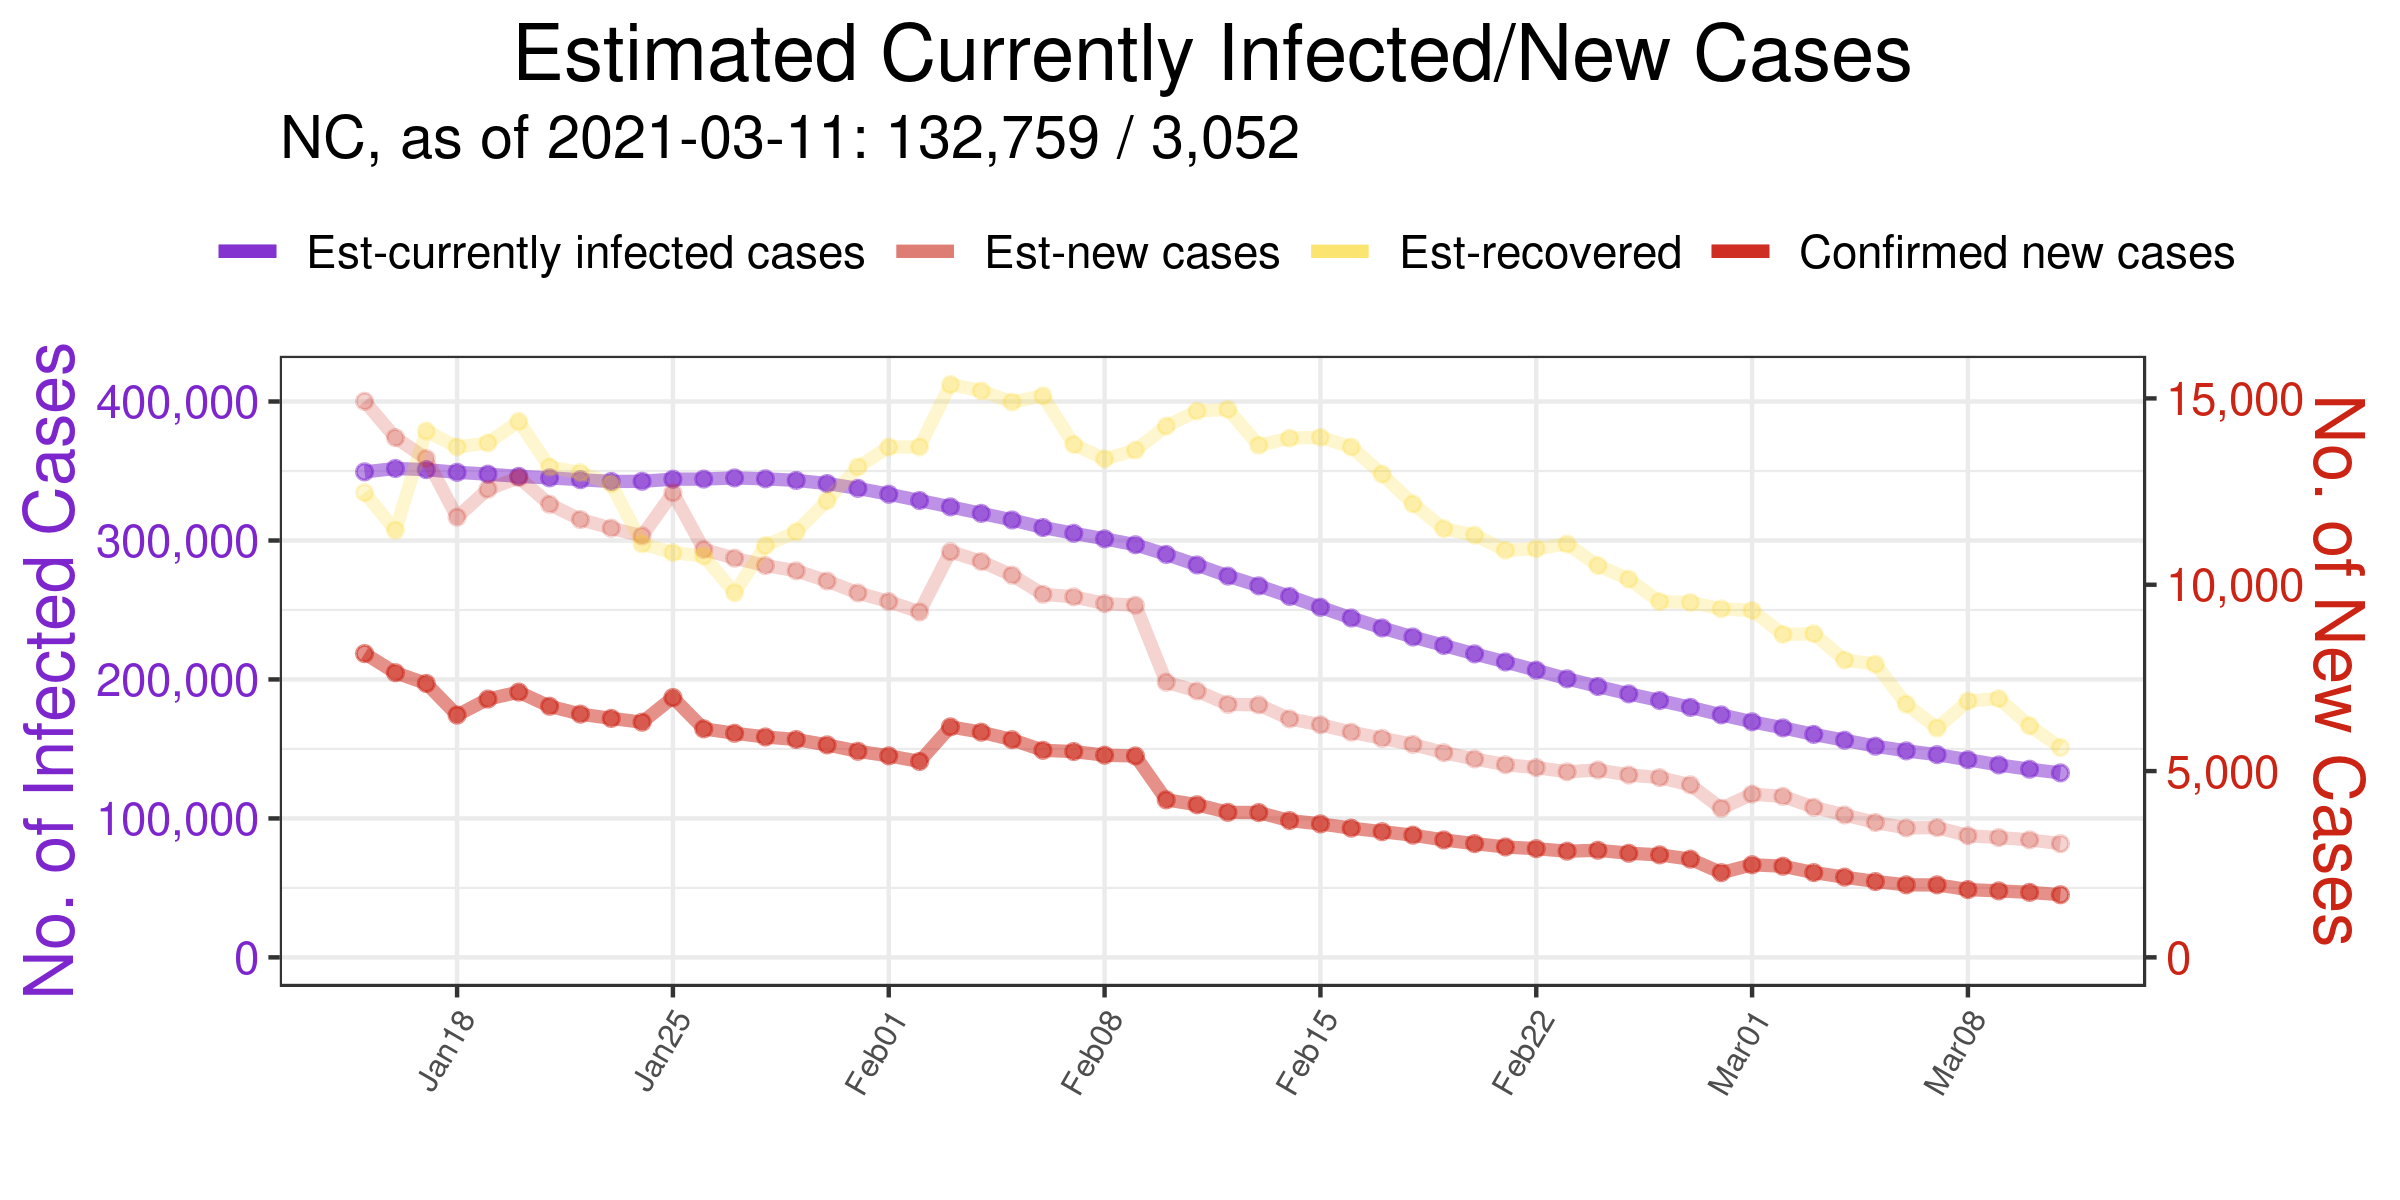 Estimated Currently Infected/New Cases
NC, as of 2021-03-11: 132,759 / 3,052
Est-currently infected cases Est-new cases Est-recovered Confirmed new cases
No. of Infected Cases
400,000
300,000
200,000
100,000
0
15,000
10,000
5,000
0
No. of New Cases
Jan18 Jan25 Feb01 Feb08 Feb15 Feb22 Mar01 Mar08